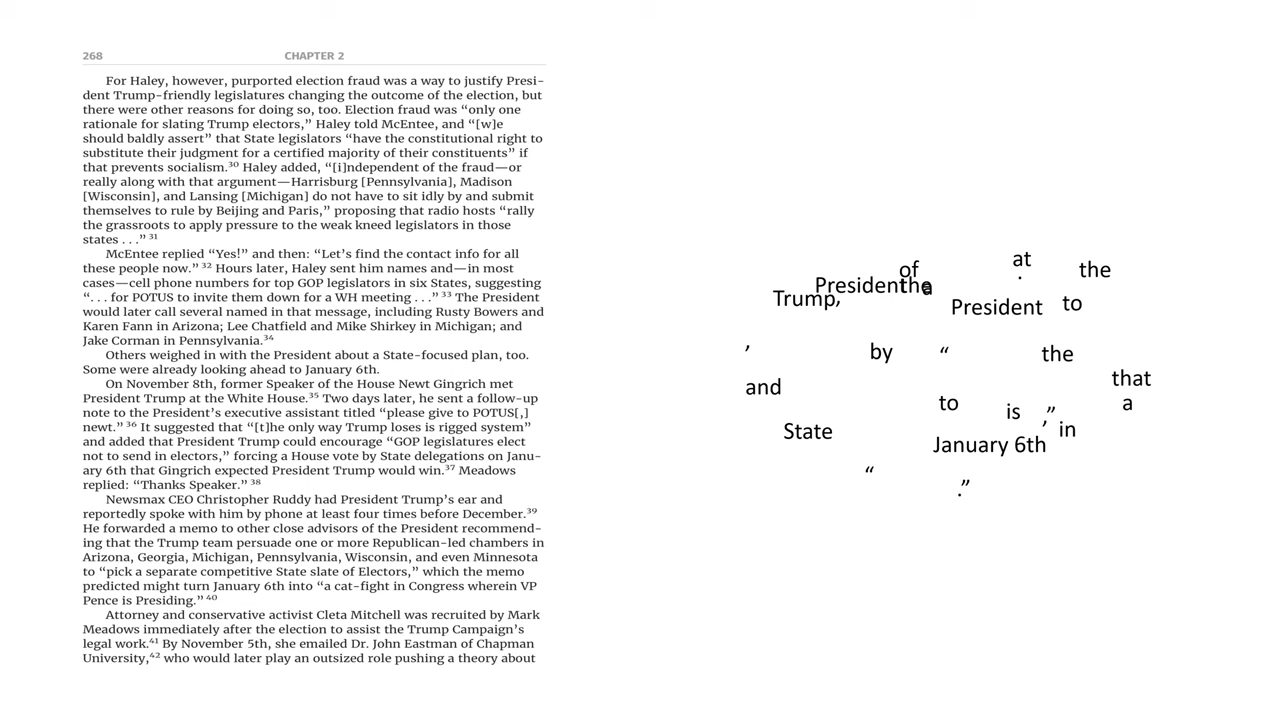 268 CHAPTER 2
For Haley, however, purported election fraud was a way to justify Presi-
dent Trump-friendly legislatures changing the outcome of the election, but
there were other reasons for doing so, too. Election fraud was “only one
rationale for slating Trump electors,” Haley told McEntee, and “[w]e
should baldly assert” that State legislators “have the constitutional right to
substitute their judgment for a certified majority of their constituents” if
that prevents socialism.30 Haley added, “[i]ndependent of the fraud—or
really along with that argument—Harrisburg [Pennsylvania], Madison
[Wisconsin], and Lansing [Michigan] do not have to sit idly by and submit
themselves to rule by Beijing and Paris,” proposing that radio hosts “rally
the grassroots to apply pressure to the weak kneed legislators in those
states . . .” 31
McEntee replied “Yes!” and then: “Let’s find the contact info for all
these people now.” 32 Hours later, Haley sent him names and—in most
cases—cell phone numbers for top GOP legislators in six States, suggesting
“. . . for POTUS to invite them down for a WH meeting . . .” 33 The President
would later call several named in that message, including Rusty Bowers and
Karen Fann in Arizona; Lee Chatfield and Mike Shirkey in Michigan; and
Jake Corman in Pennsylvania.34
Others weighed in with the President about a State-focused plan, too.
Some were already looking ahead to January 6th.
On November 8th, former Speaker of the House Newt Gingrich met
President Trump at the White House.35 Two days later, he sent a follow-up
note to the President’s executive assistant titled “please give to POTUS[,]
newt.” 36 It suggested that “[t]he only way Trump loses is rigged system”
and added that President Trump could encourage “GOP legislatures elect
not to send in electors,” forcing a House vote by State delegations on Janu-
ary 6th that Gingrich expected President Trump would win.37 Meadows
replied: “Thanks Speaker.” 38
Newsmax CEO Christopher Ruddy had President Trump’s ear and
reportedly spoke with him by phone at least four times before December.39
He forwarded a memo to other close advisors of the President recommend-
ing that the Trump team persuade one or more Republican-led chambers in
Arizona, Georgia, Michigan, Pennsylvania, Wisconsin, and even Minnesota
to “pick a separate competitive State slate of Electors,” which the memo
predicted might turn January 6th into “a cat-fight in Congress wherein VP
Pence is Presiding.” 40
Attorney and conservative activist Cleta Mitchell was recruited by Mark
Meadows immediately after the election to assist the Trump Campaign’s
legal work.41 By November 5th, she emailed Dr. John Eastman of Chapman
University,42 who would later play an outsized role pushing a theory about
at
of . the
President the a
Trump, President to
, by “ the
that
and
to is ,” a
State in
January 6th
“
.”